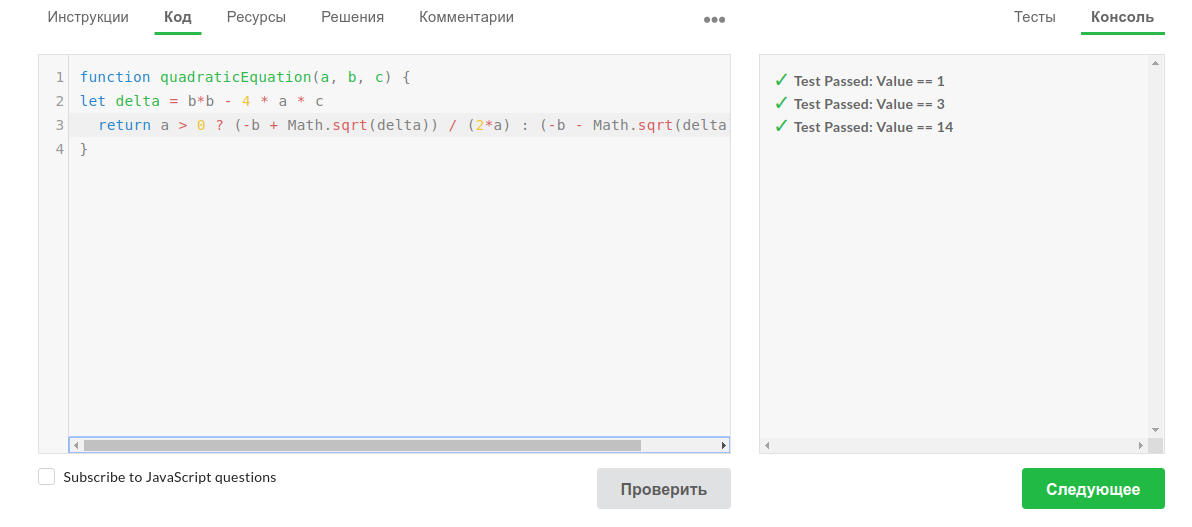 Инструкции Код Ресурсы Решения Комментарии ●●● Тесты Консоль
1 function quadraticEquation(a, b, c) {
2 let delta = b*b - 4 * a * c
3 return a > 0 ? (-b + Math.sqrt(delta)) / (2*a) : (-b - Math.sqrt(delta
4 }
✓ Test Passed: Value == 1
✓ Test Passed: Value == 3
✓ Test Passed: Value == 14
Subscribe to JavaScript questions
Проверить
Следующее